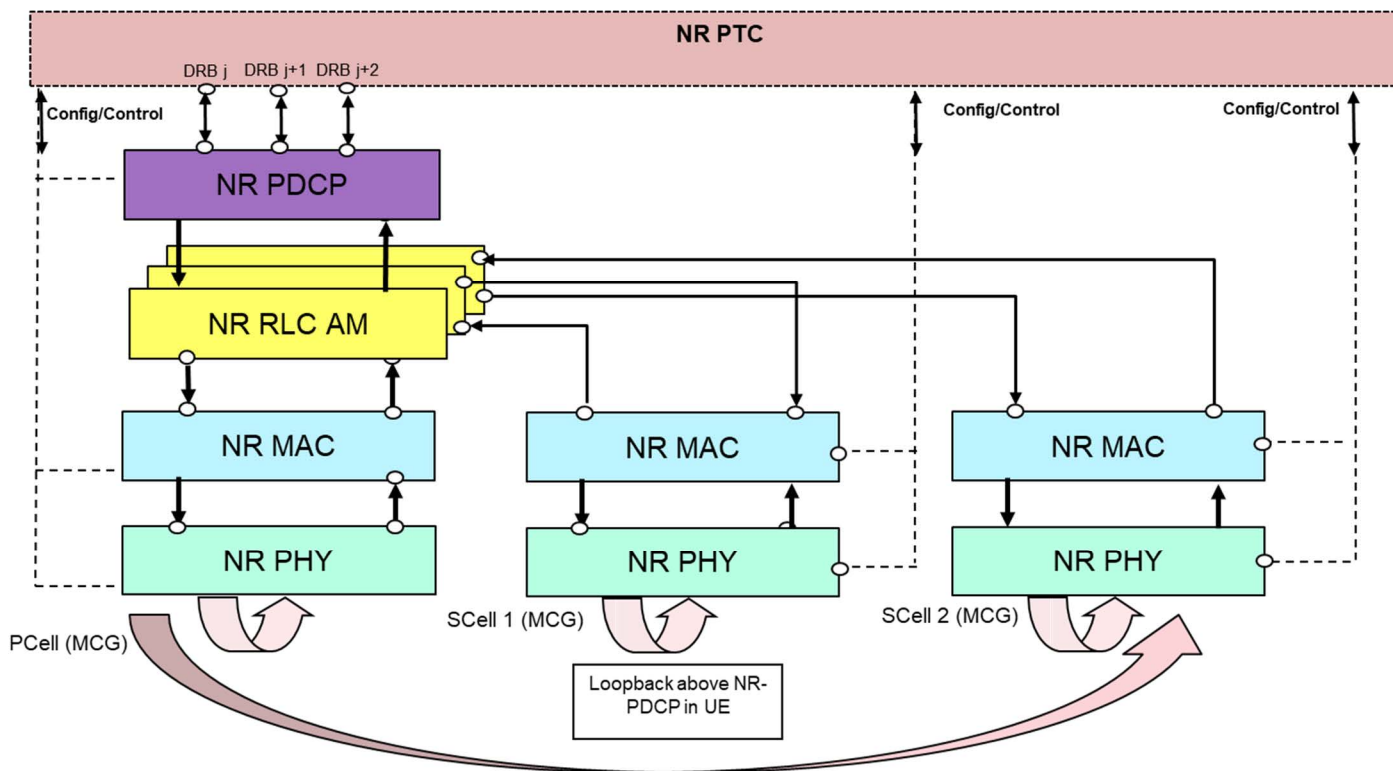 NR PTC
DRB j
DRB j+1
DRB j+2
Config/Control
Config/Control
Config/Control
NR PDCP
NR RLC AM
NR MAC
NR MAC
NR MAC
NR PHY
NR PHY
NR PHY
PCell (MCG)
SCell 1 (MCG)
SCell 2 (MCG)
Loopback above NR-
PDCP in UE